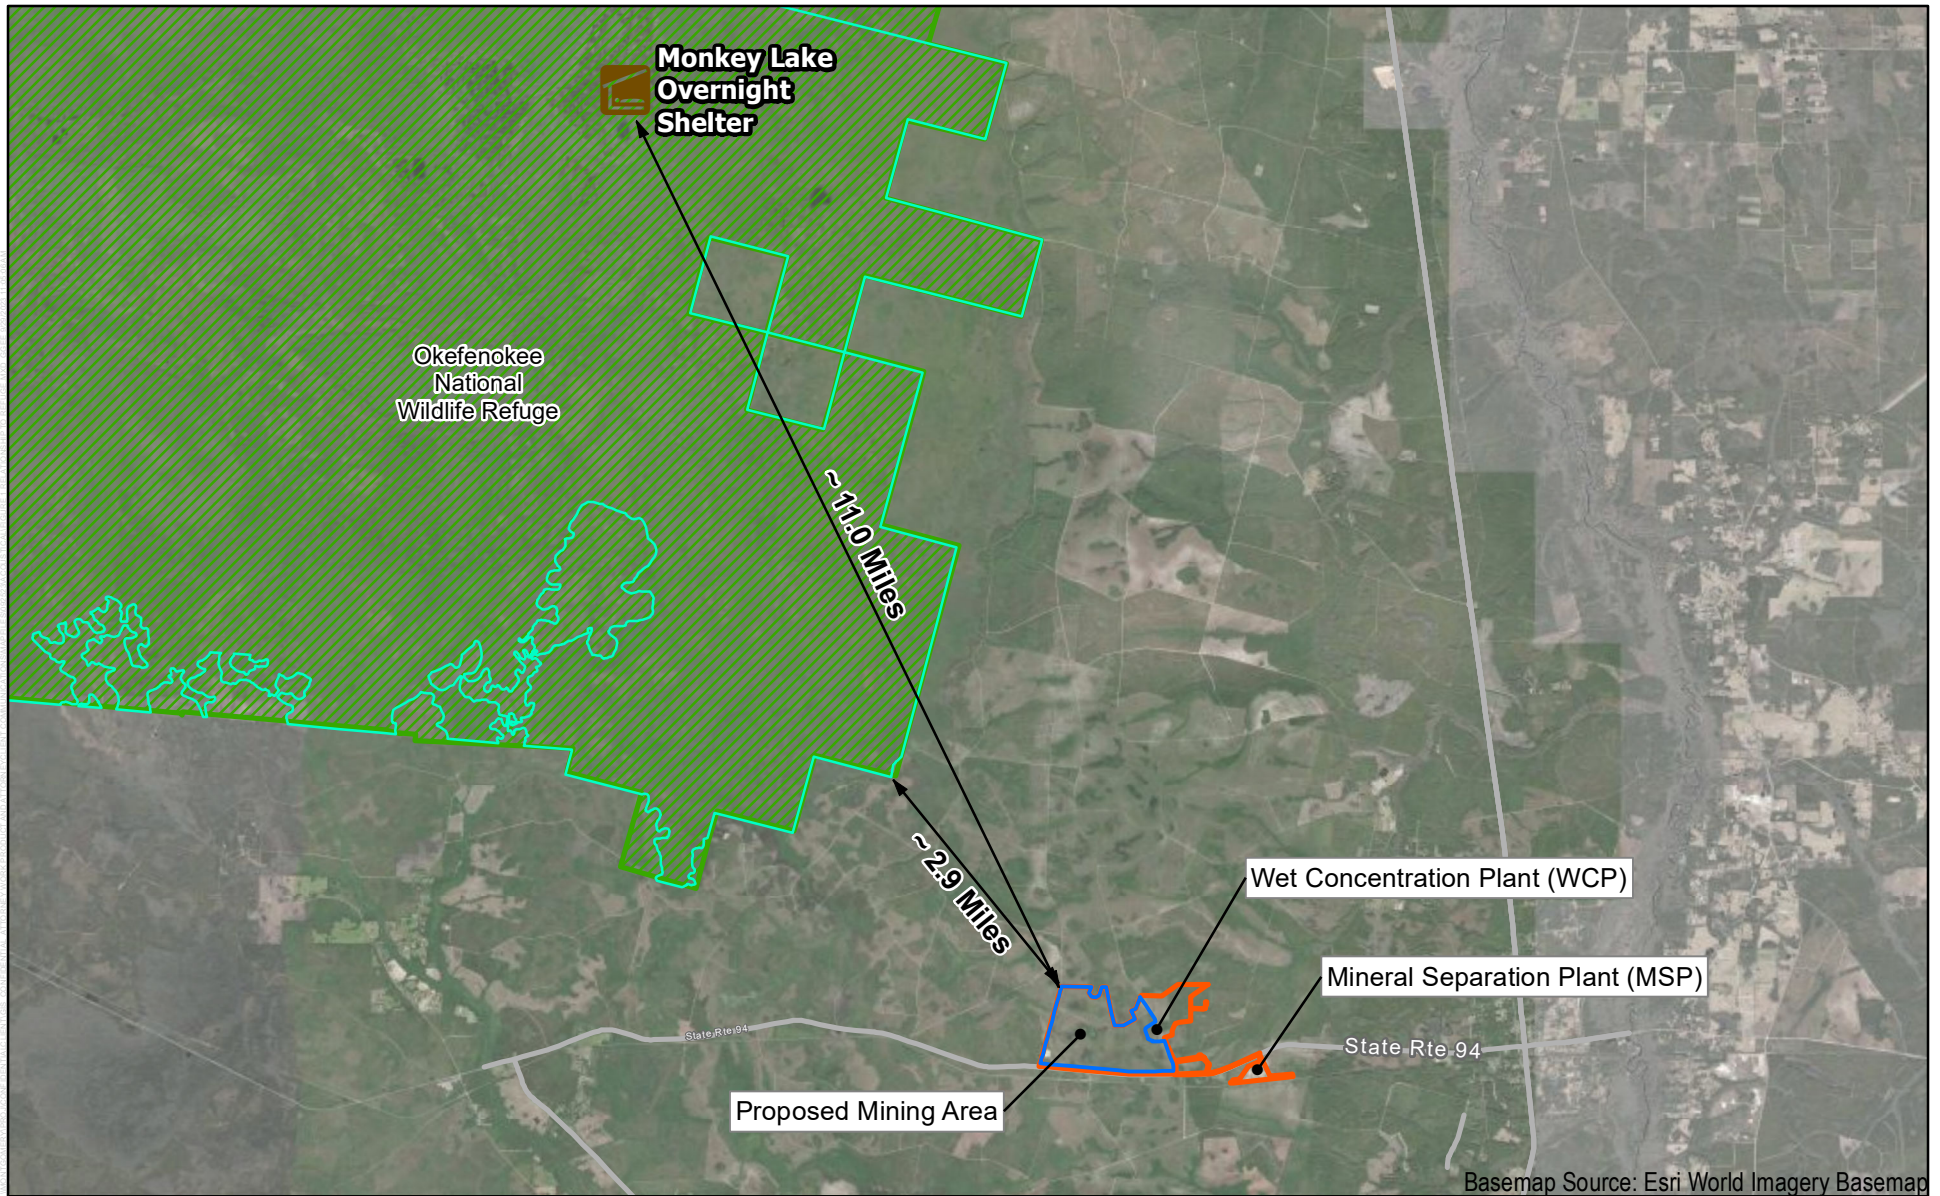 Monkey Lake
Overnight
Shelter
Okefenokee
National
Wildlife Refuge
~ 11.0 Miles
~ 2.9 Miles
Wet Concentration Plant (WCP)
Mineral Separation Plant (MSP)
State Rte 94
State Rte 94
Proposed Mining Area
Basemap Source: Esri World Imagery Basemap